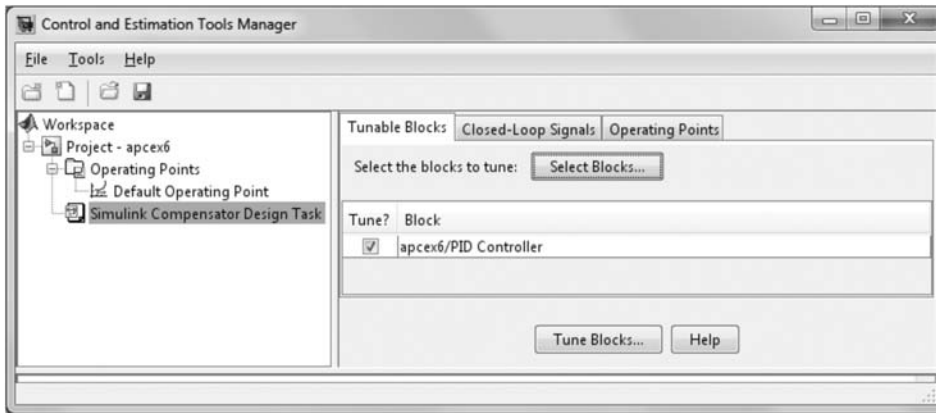 Control and Estimation Tools Manager
File Tools Help
Workspace
Project - apcex6
Operating Points
Default Operating Point
Simulink Compensator Design Task
Tunable Blocks Closed-Loop Signals Operating Points
Select the blocks to tune: Select Blocks...
Tune? Block
apcex6/PID Controller
Tune Blocks... Help